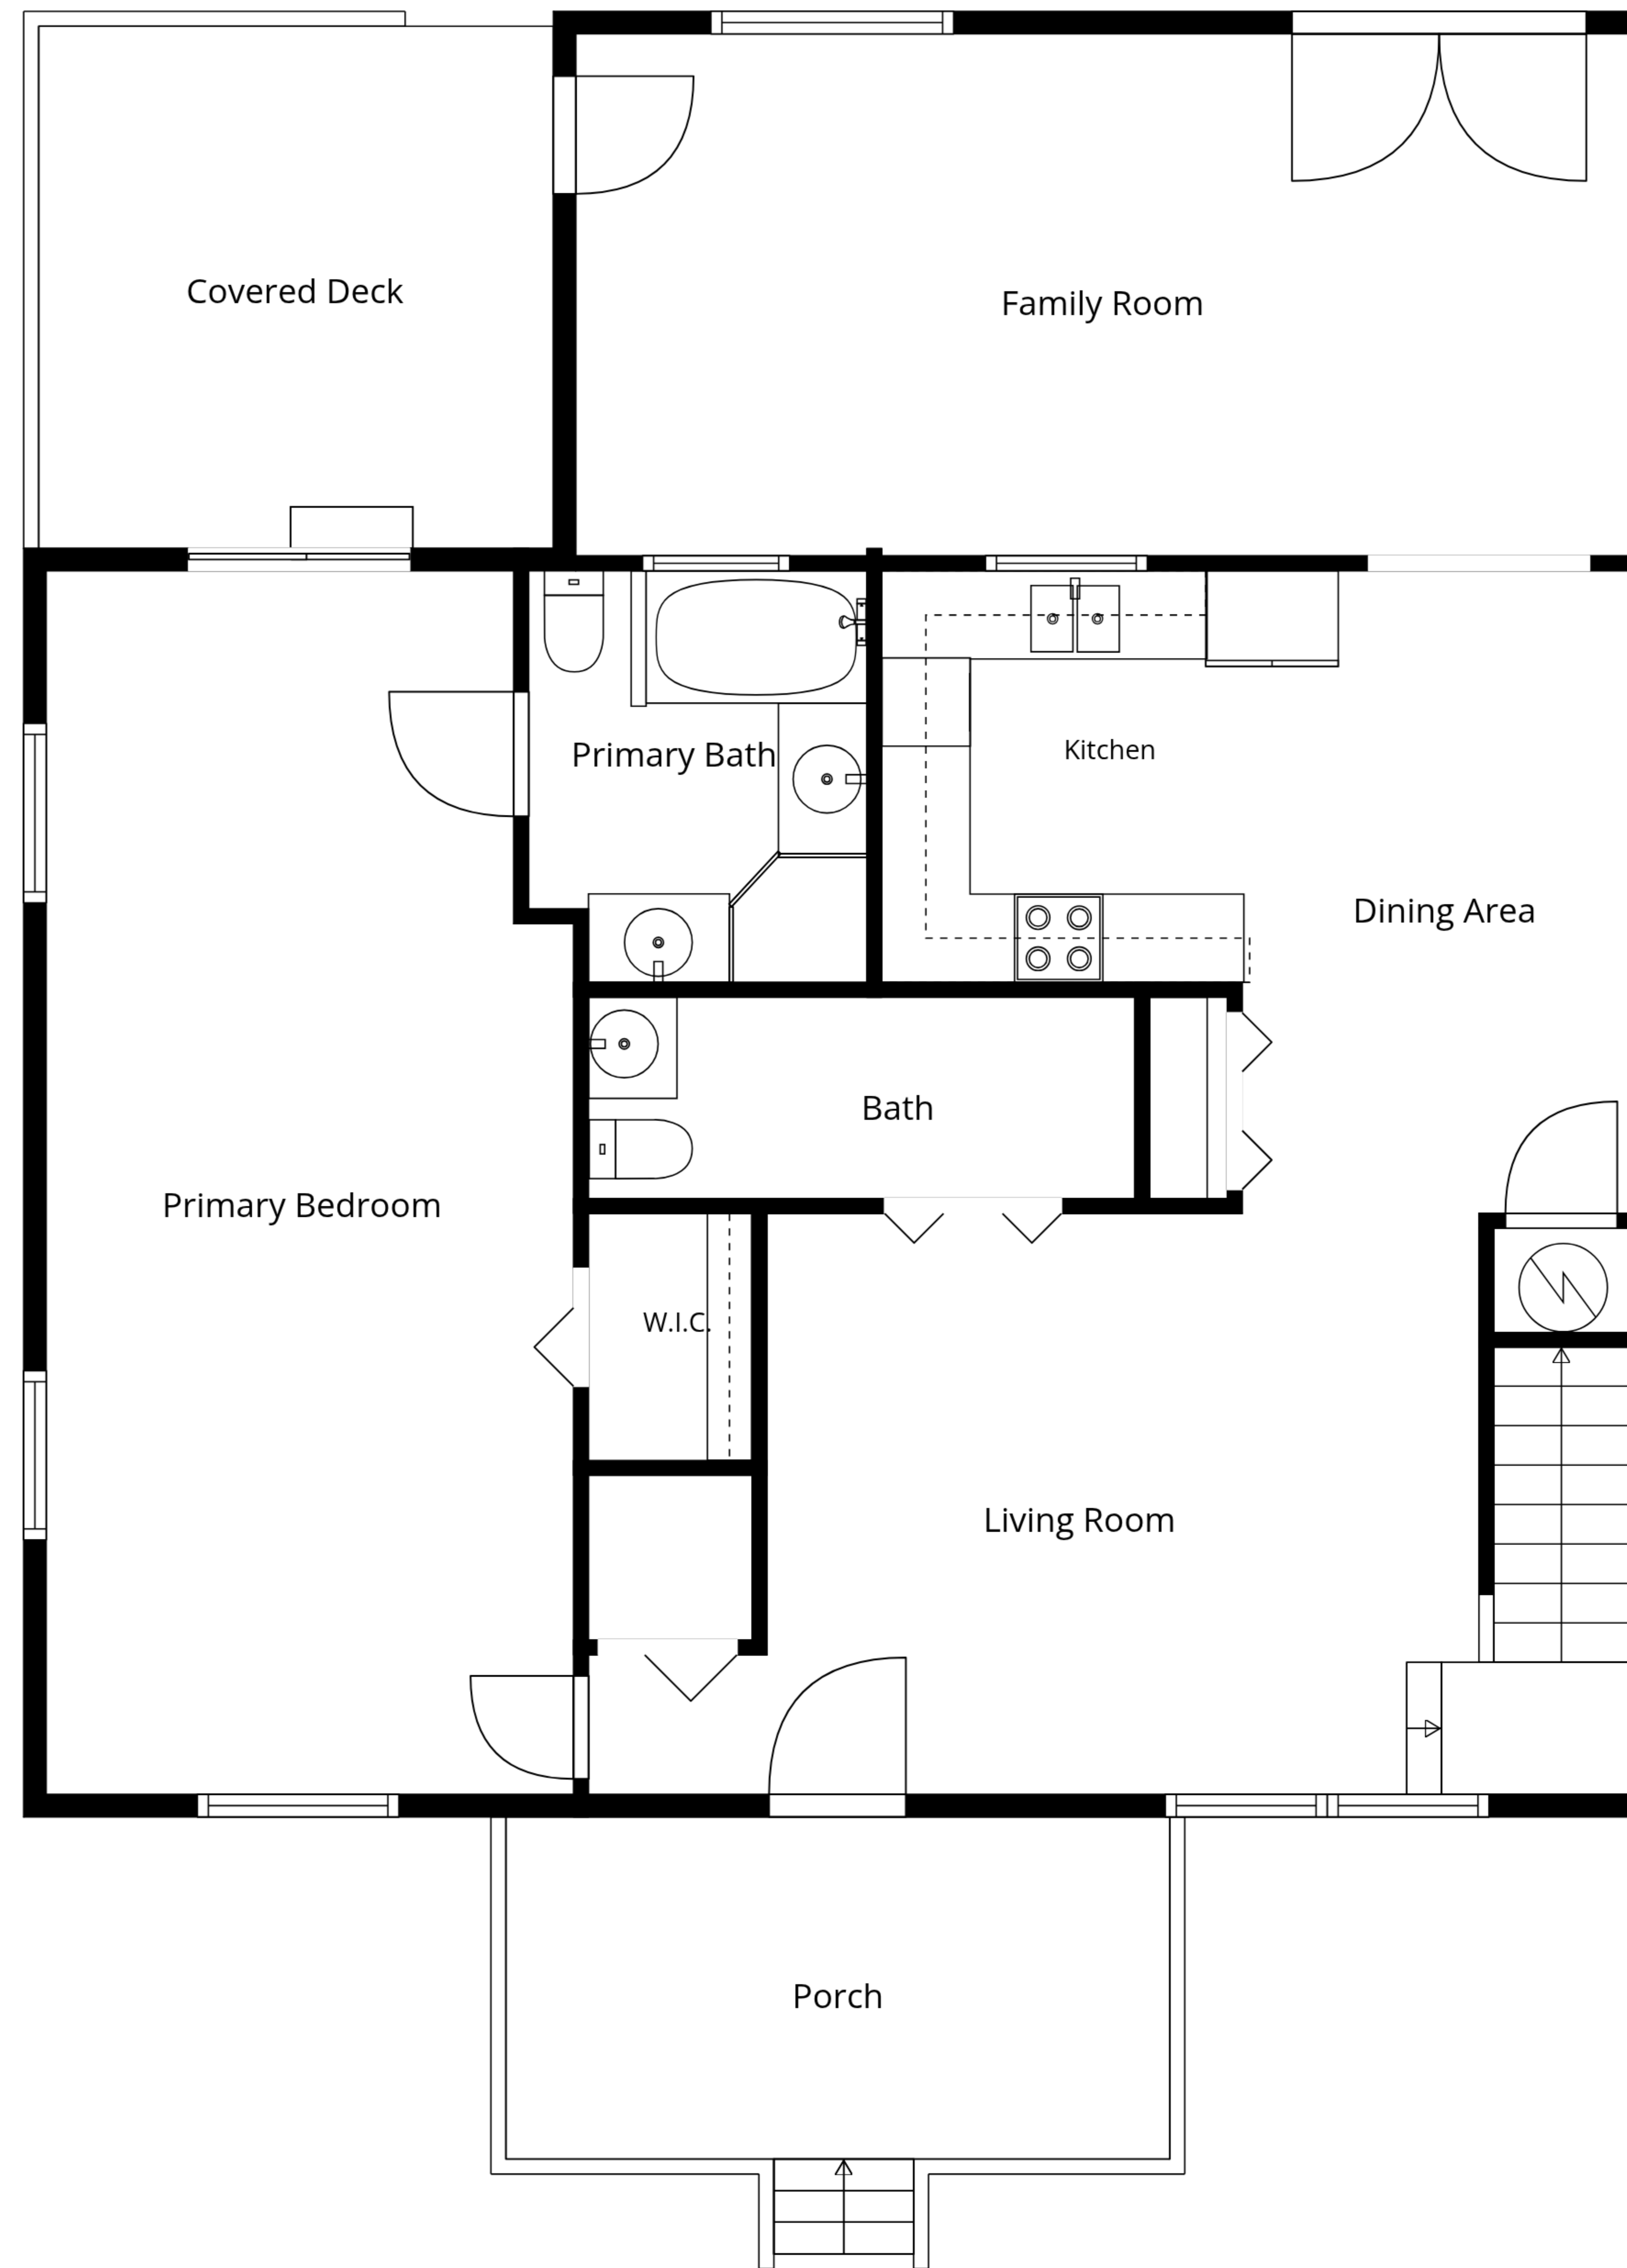 Covered Deck
Family Room
Primary Bath
Kitchen
Dining Area
Bath
Primary Bedroom
W.I.C.
Living Room
Porch